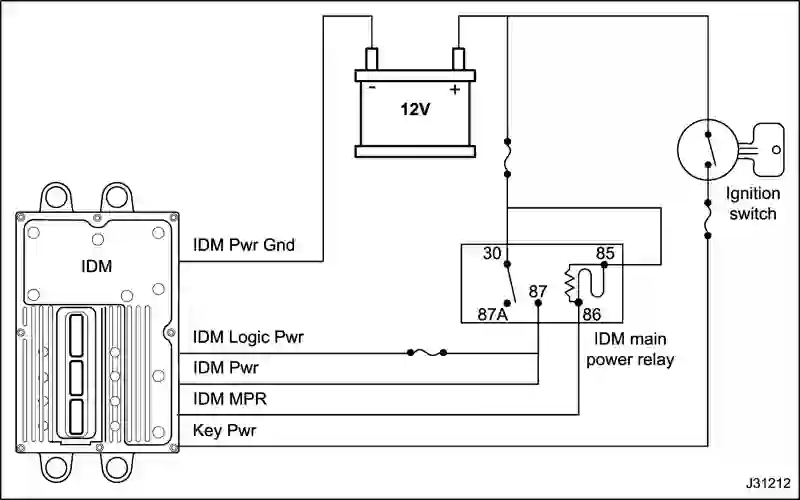 -
+
12V
Ignition
switch
IDM Pwr Gnd
IDM
30
85
87
87A
86
IDM Logic Pwr
IDM main
power relay
IDM Pwr
IDM MPR
Key Pwr
J31212